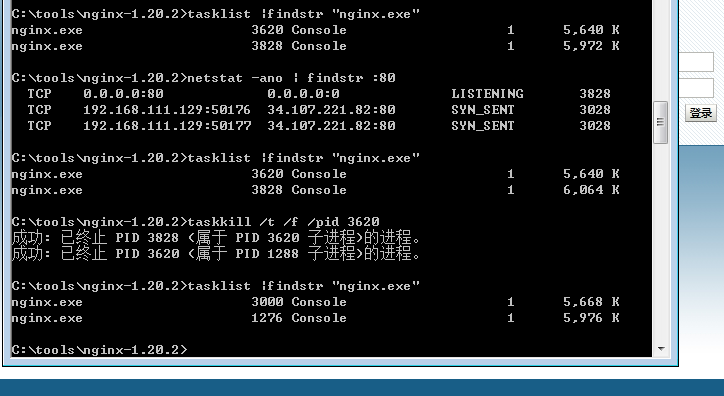 C:\tools\nginx-1.20.2>tasklist |findstr "nginx.exe"
nginx.exe 3620 Console 1 5,640 K
nginx.exe 3828 Console 1 5,972 K
C:\tools\nginx-1.20.2>netstat -ano | findstr :80
TCP 0.0.0.0:80 0.0.0.0:0 LISTENING 3828
TCP 192.168.111.129:50176 34.107.221.82:80 SYN_SENT 3028
TCP 192.168.111.129:50177 34.107.221.82:80 SYN_SENT 3028
C:\tools\nginx-1.20.2>tasklist |findstr "nginx.exe"
nginx.exe 3620 Console 1 5,640 K
nginx.exe 3828 Console 1 6,064 K
C:\tools\nginx-1.20.2>taskkill /t /f /pid 3620
成功: 已终止 PID 3828 (属于 PID 3620 子进程)的进程。
成功: 已终止 PID 3620 (属于 PID 1288 子进程)的进程。
C:\tools\nginx-1.20.2>tasklist |findstr "nginx.exe"
nginx.exe 3000 Console 1 5,668 K
nginx.exe 1276 Console 1 5,976 K
C:\tools\nginx-1.20.2>
登录